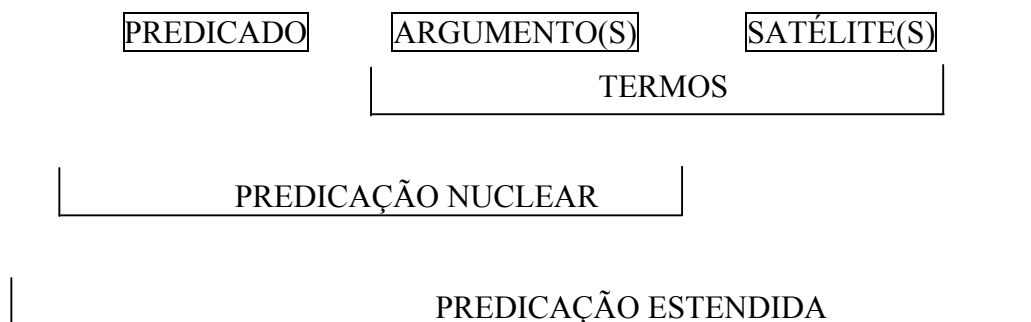 PREDICADO ARGUMENTO(S) SATÉLITE(S)
TERMOS
PREDICAÇÃO NUCLEAR
PREDICAÇÃO ESTENDIDA